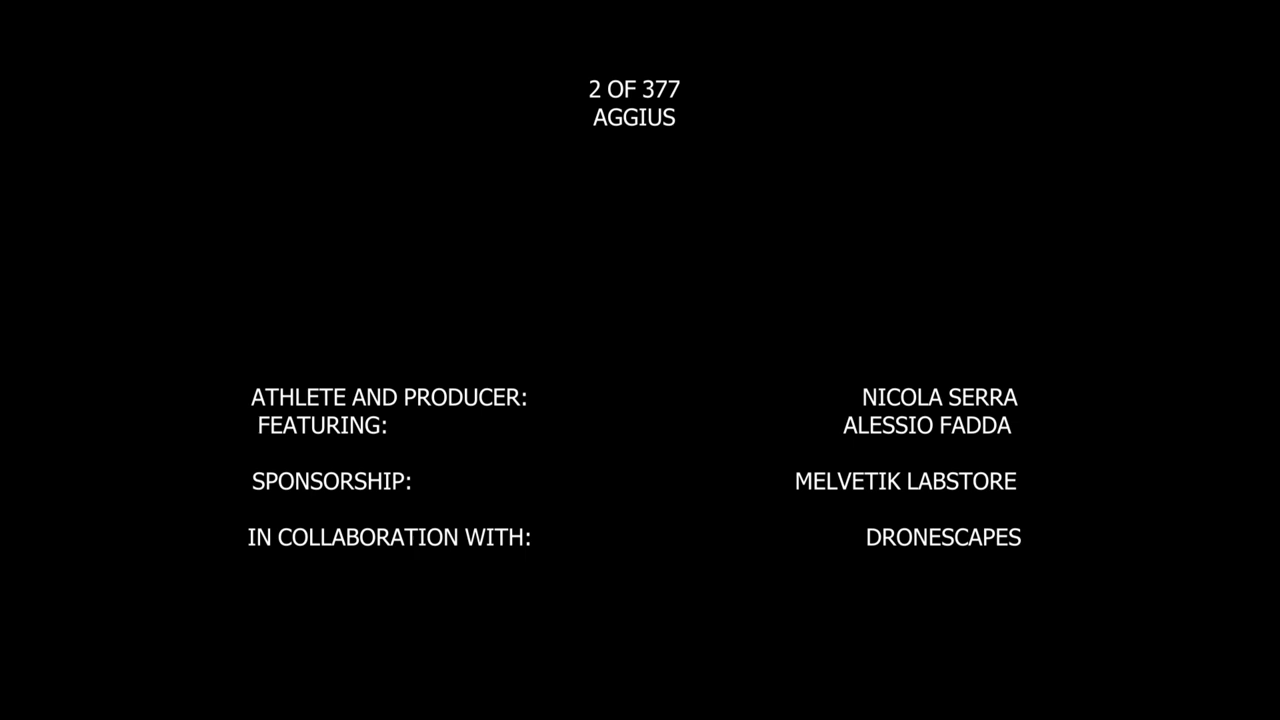 2 OF 377
AGGIUS
ATHLETE AND PRODUCER: NICOLA SERRA
FEATURING: ALESSIO FADDA
SPONSORSHIP: MELVETIK LABSTORE
IN COLLABORATION WITH: DRONESCAPES